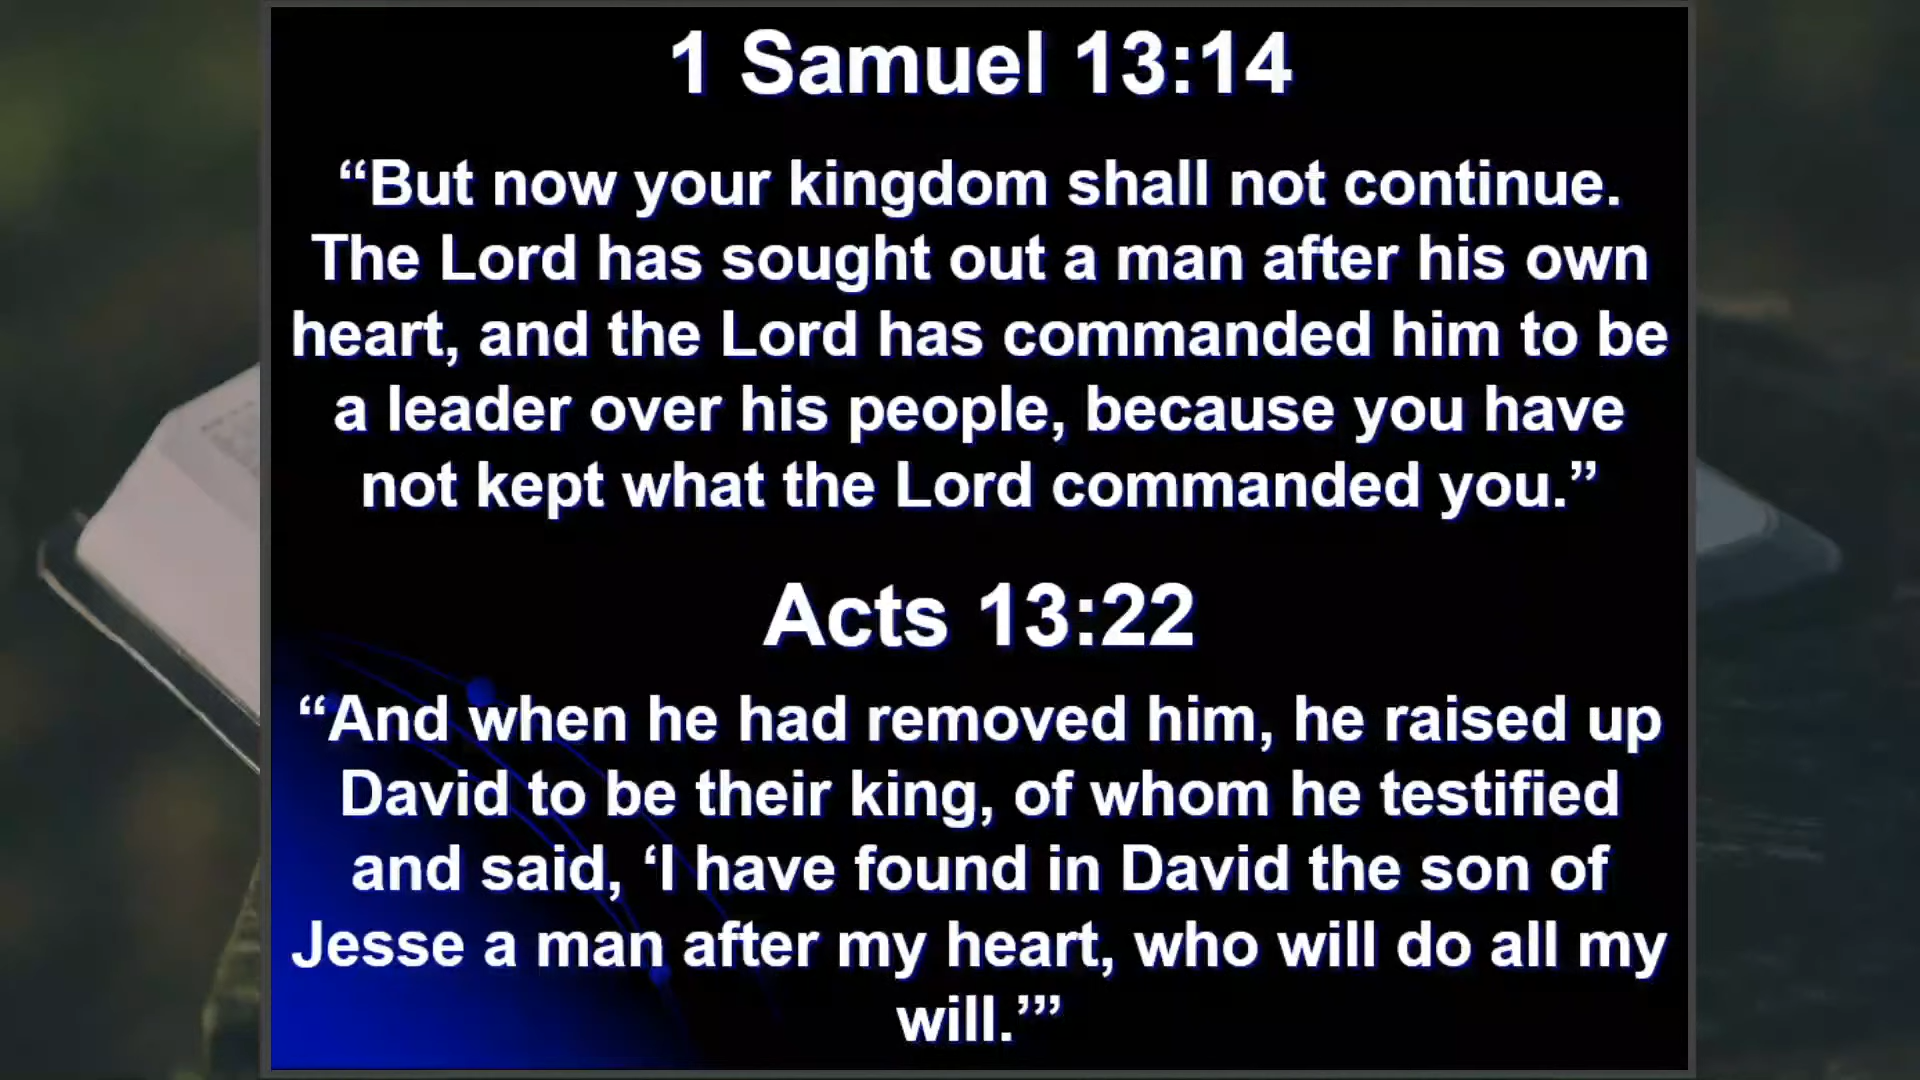 1 Samuel 13:14
“But now your kingdom shall not continue.
The Lord has sought out a man after his own
heart, and the Lord has commanded him to be
a leader over his people, because you have
not kept what the Lord commanded you.”
Acts 13:22
“And when he had removed him, he raised up
David to be their king, of whom he testified
and said, ‘I have found in David the son of
Jesse a man after my heart, who will do all my
will.’”